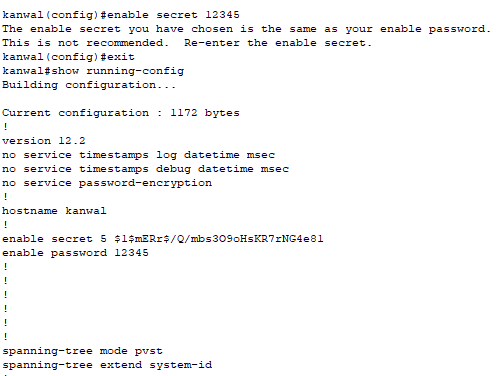 kanwal(config)#enable secret 12345
The enable secret you have chosen is the same as your enable password.
This is not recommended.  Re-enter the enable secret.
kanwal(config)#exit
kanwal#show running-config
Building configuration...

Current configuration : 1172 bytes
!
version 12.2
no service timestamps log datetime msec
no service timestamps debug datetime msec
no service password-encryption
!
hostname kanwal
!
enable secret 5 $1$mERr$/Q/mbs3O9oHsKR7rNG4e81
enable password 12345
!
!
!
!
!
!
spanning-tree mode pvst
spanning-tree extend system-id
!